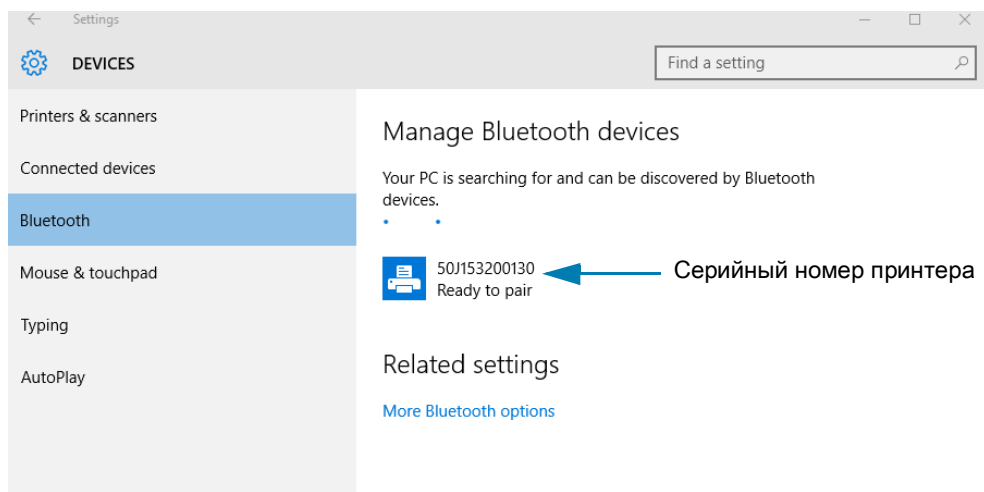 Settings
DEVICES
Find a setting
Printers & scanners
Connected devices
Bluetooth
Mouse & touchpad
Typing
AutoPlay
Manage Bluetooth devices
Your PC is searching for and can be discovered by Bluetooth
devices.
50J153200130
Ready to pair
Серийный номер принтера
Related settings
More Bluetooth options